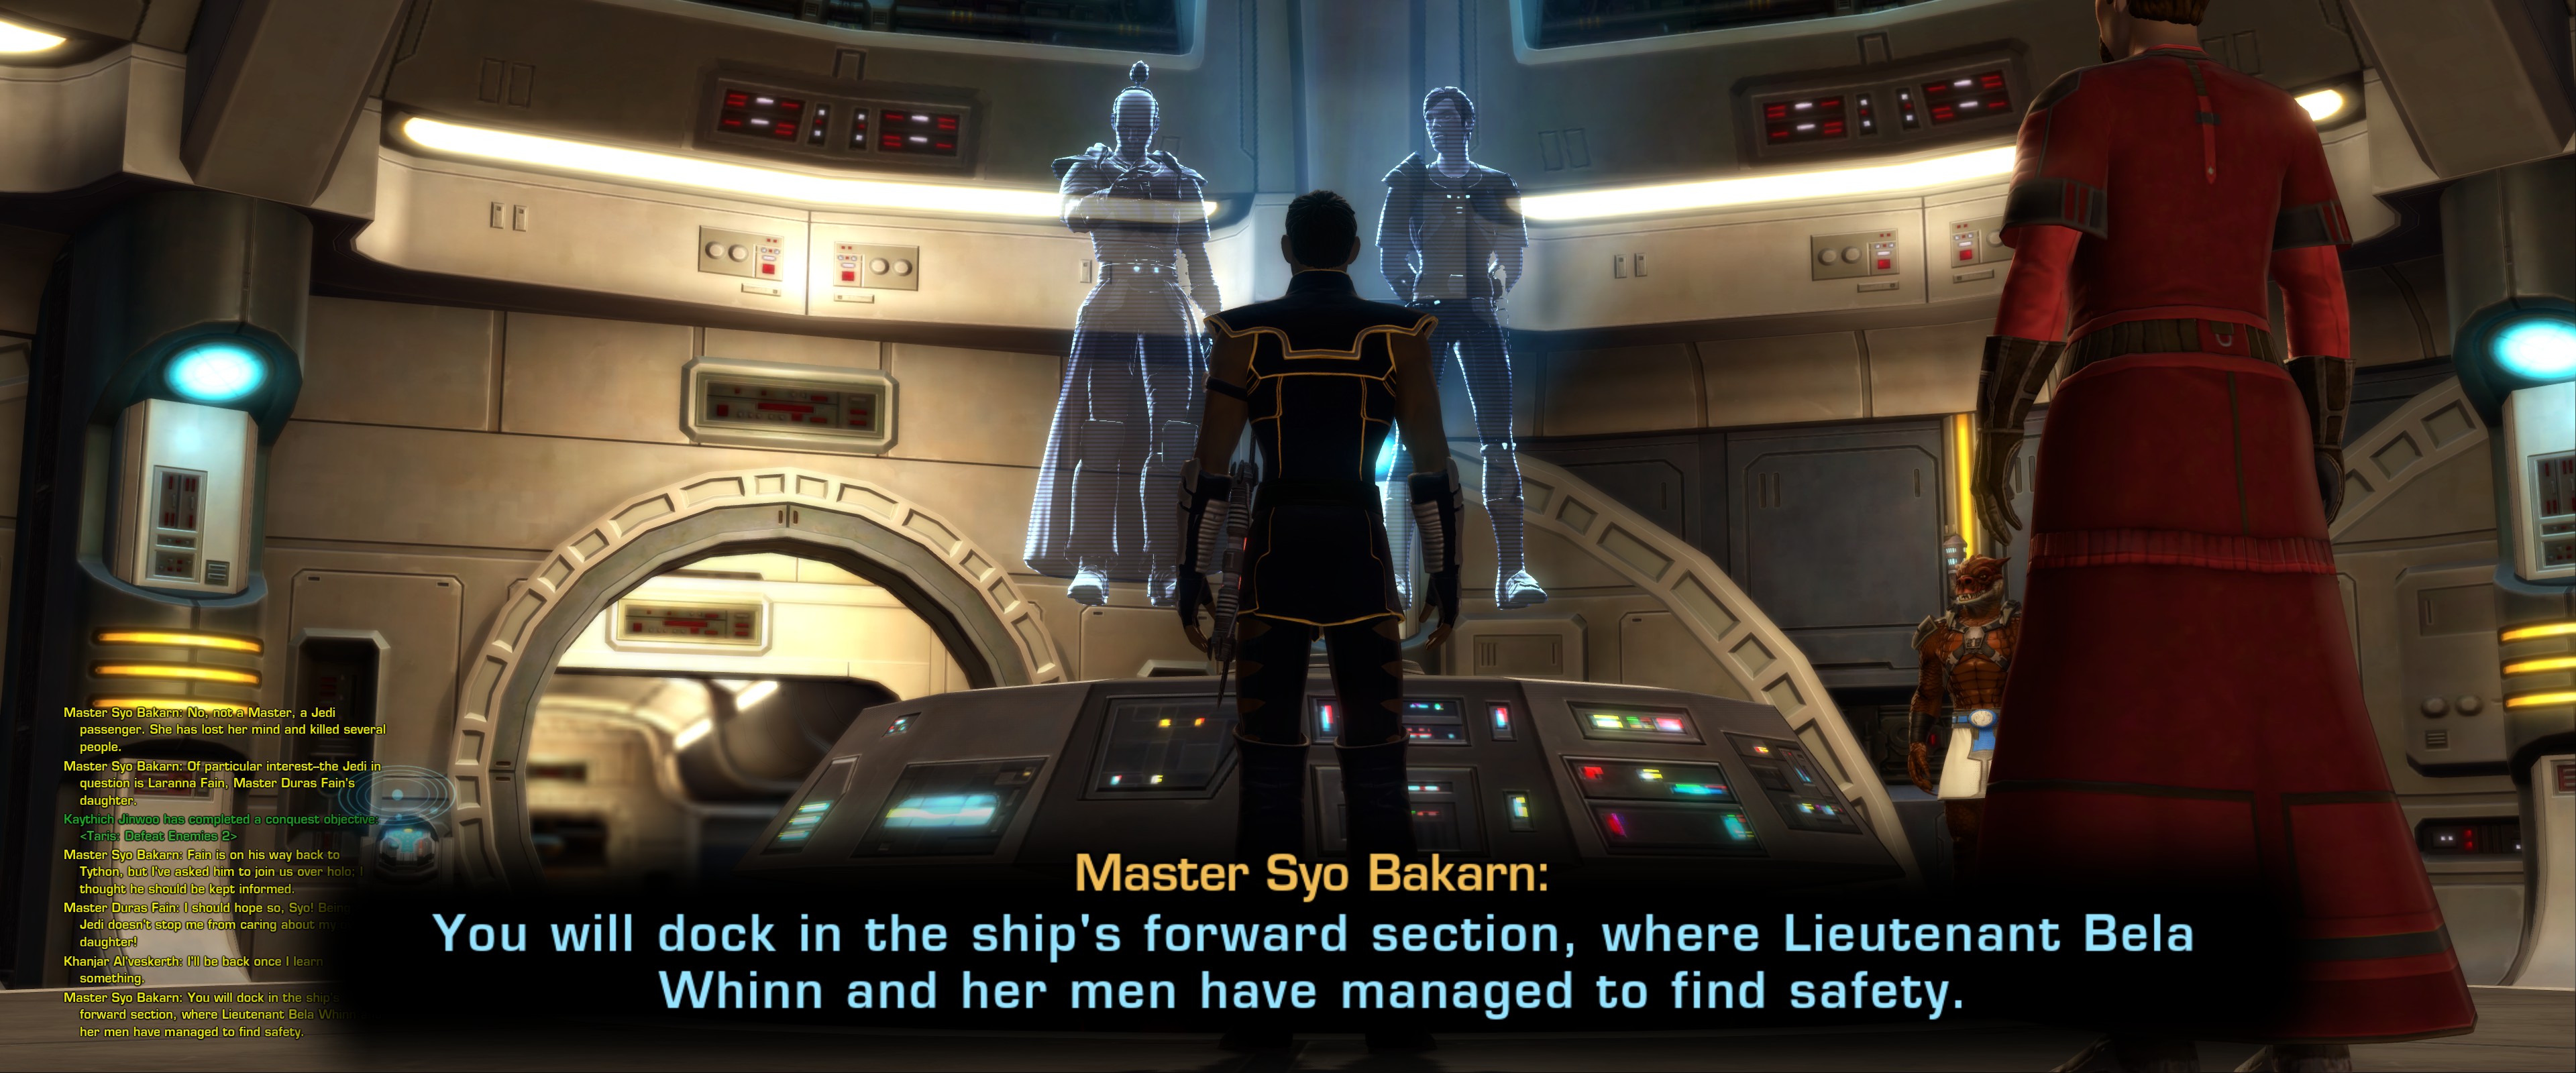 Master Syo Bakarn: No, not a Master, a Jedi
passenger. She has lost her mind and killed several
people.
Master Syo Bakarn: Of particular interest–the Jedi in
question is Laranna Fain, Master Duras Fain's
daughter.
Kaythich Jinwoo has completed a conquest objective:
<Taris: Defeat Enemies 2>
Master Syo Bakarn: Fain is on his way back to
Tython, but I've asked him to join us over holo; I
thought he should be kept informed.
Master Duras Fain: I should hope so, Syo! Being
Jedi doesn't stop me from caring about my
daughter!
Khanjar Al'veskerth: I'll be back once I learn
something.
Master Syo Bakarn: You will dock in the ship's
forward section, where Lieutenant Bela Whinn
her men have managed to find safety.
Master Syo Bakarn:
You will dock in the ship's forward section, where Lieutenant Bela
Whinn and her men have managed to find safety.